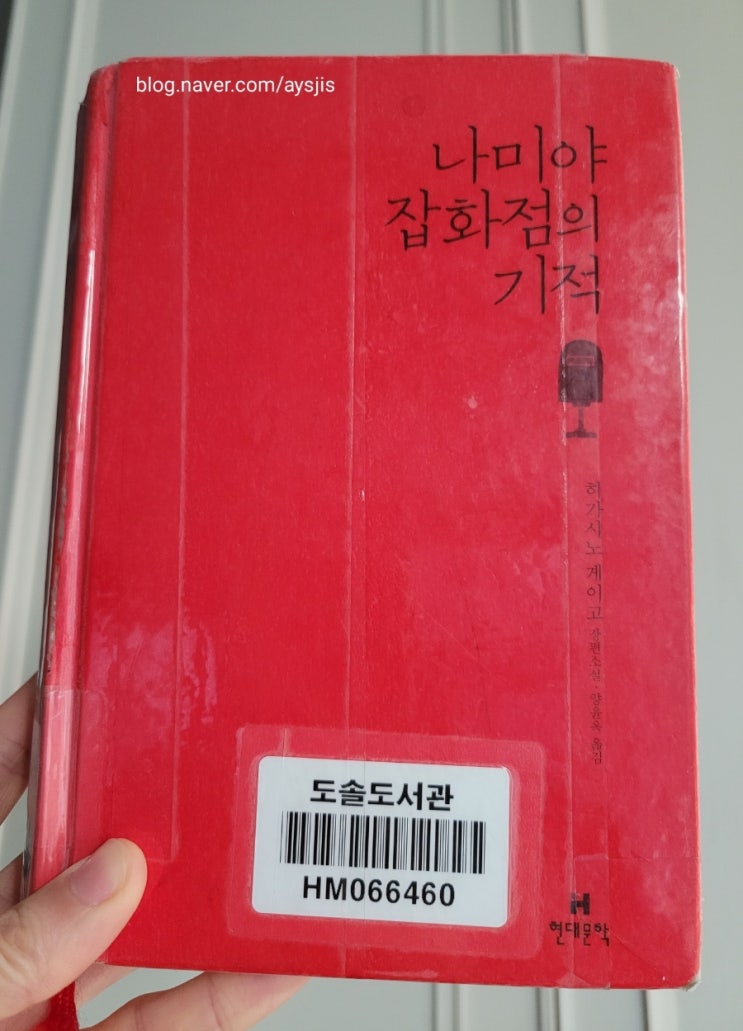 blog.naver.com/aysjis
나미야
잡화점의
기적
히가시노 게이고 장편소설·양윤옥 옮김
도솔도서관
HM066460
H
현대문학